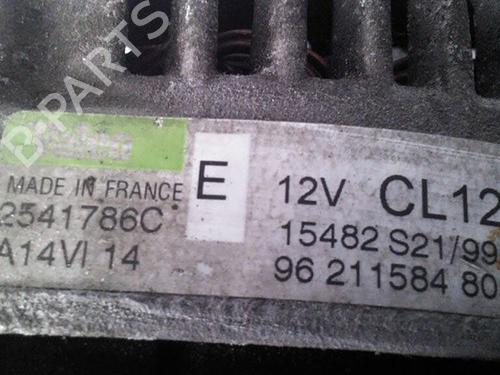 B-PARTS
MADE IN FRANCE
E
12V CL12
2541786C
15482 S21/99
A14VI 14
96 211584 80